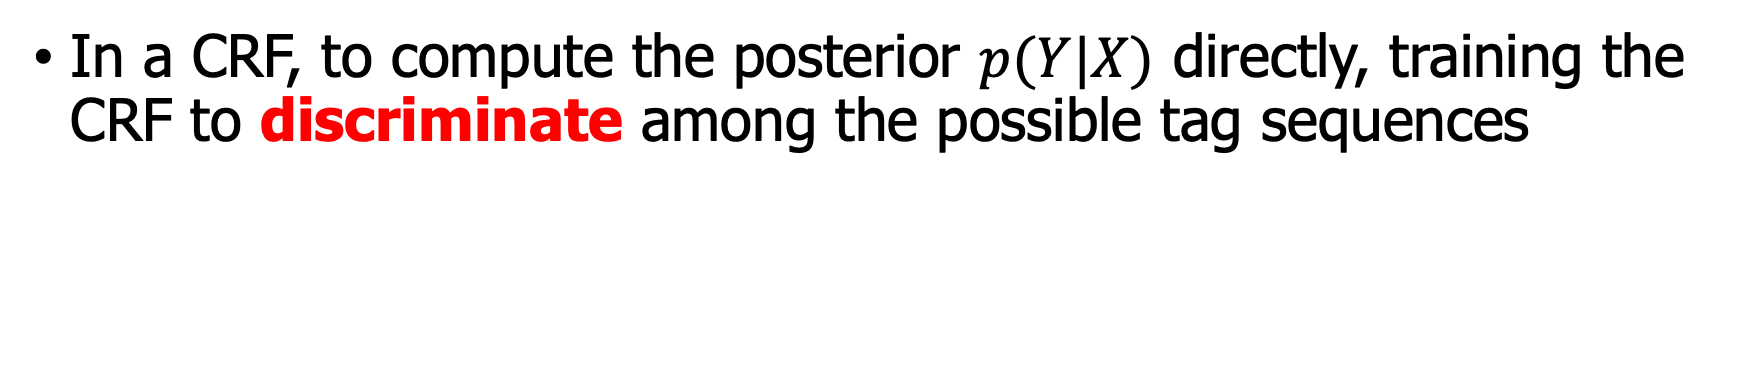 • In a CRF, to compute the posterior p(Y|X) directly, training the
CRF to discriminate among the possible tag sequences